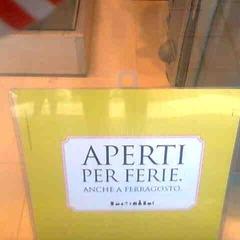 APERTI
PER FERIE.
ANCHE A FERRAGOSTO.